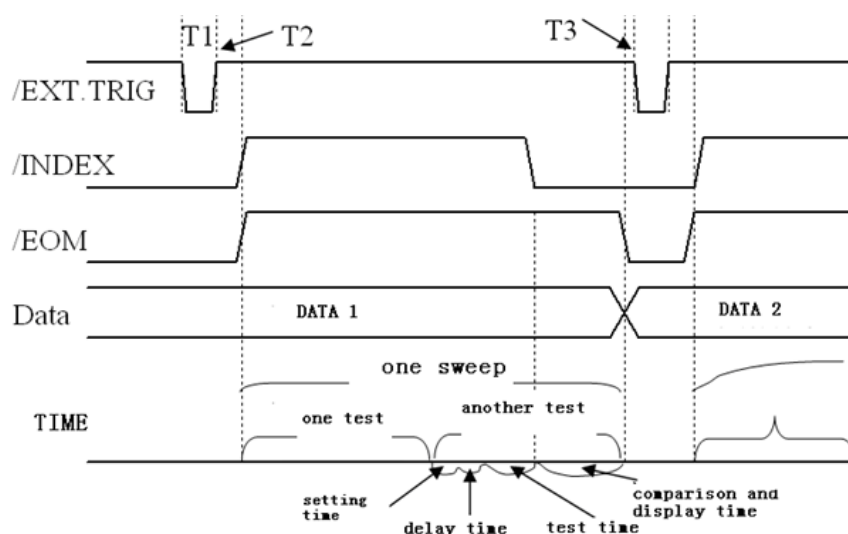 T1
T2
T3
/EXT.TRIG
/INDEX
/EOM
Data
DATA 1
DATA 2
one sweep
TIME
one test
another test
setting
time
delay time
test time
comparison and
display time